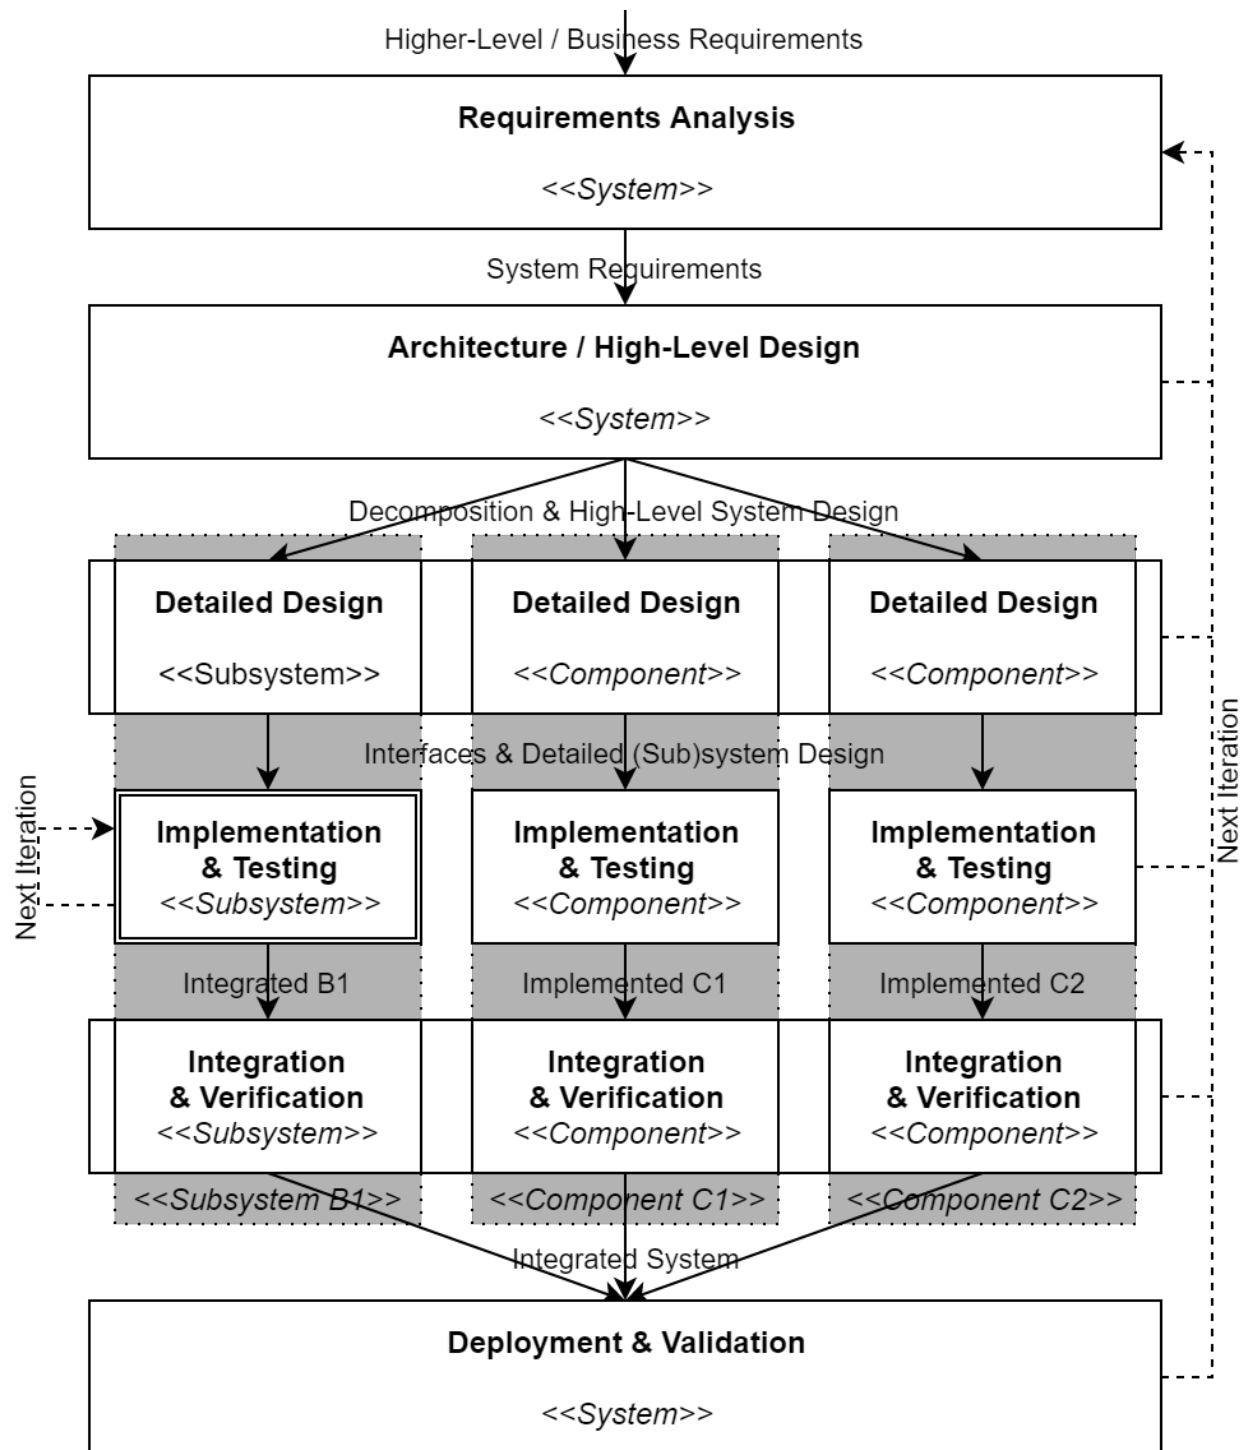 Higher-Level / Business Requirements
Requirements Analysis
<<System>>
System Requirements
Architecture / High-Level Design
<<System>>
Decomposition & High-Level System Design
Detailed Design
<<Subsystem>>
Detailed Design
<<Component>>
Detailed Design
<<Component>>
Interfaces & Detailed (Sub)system Design
Next Iteration
Implementation
& Testing
<<Subsystem>>
Implementation
& Testing
<<Component>>
Implementation
& Testing
<<Component>>
Next Iteration
Integrated B1
Implemented C1
Implemented C2
Integration
& Verification
<<Subsystem>>
Integration
& Verification
<<Component>>
Integration
& Verification
<<Component>>
<<Subsystem B1>>
<<Component C1>>
<<Component C2>>
Integrated System
Deployment & Validation
<<System>>